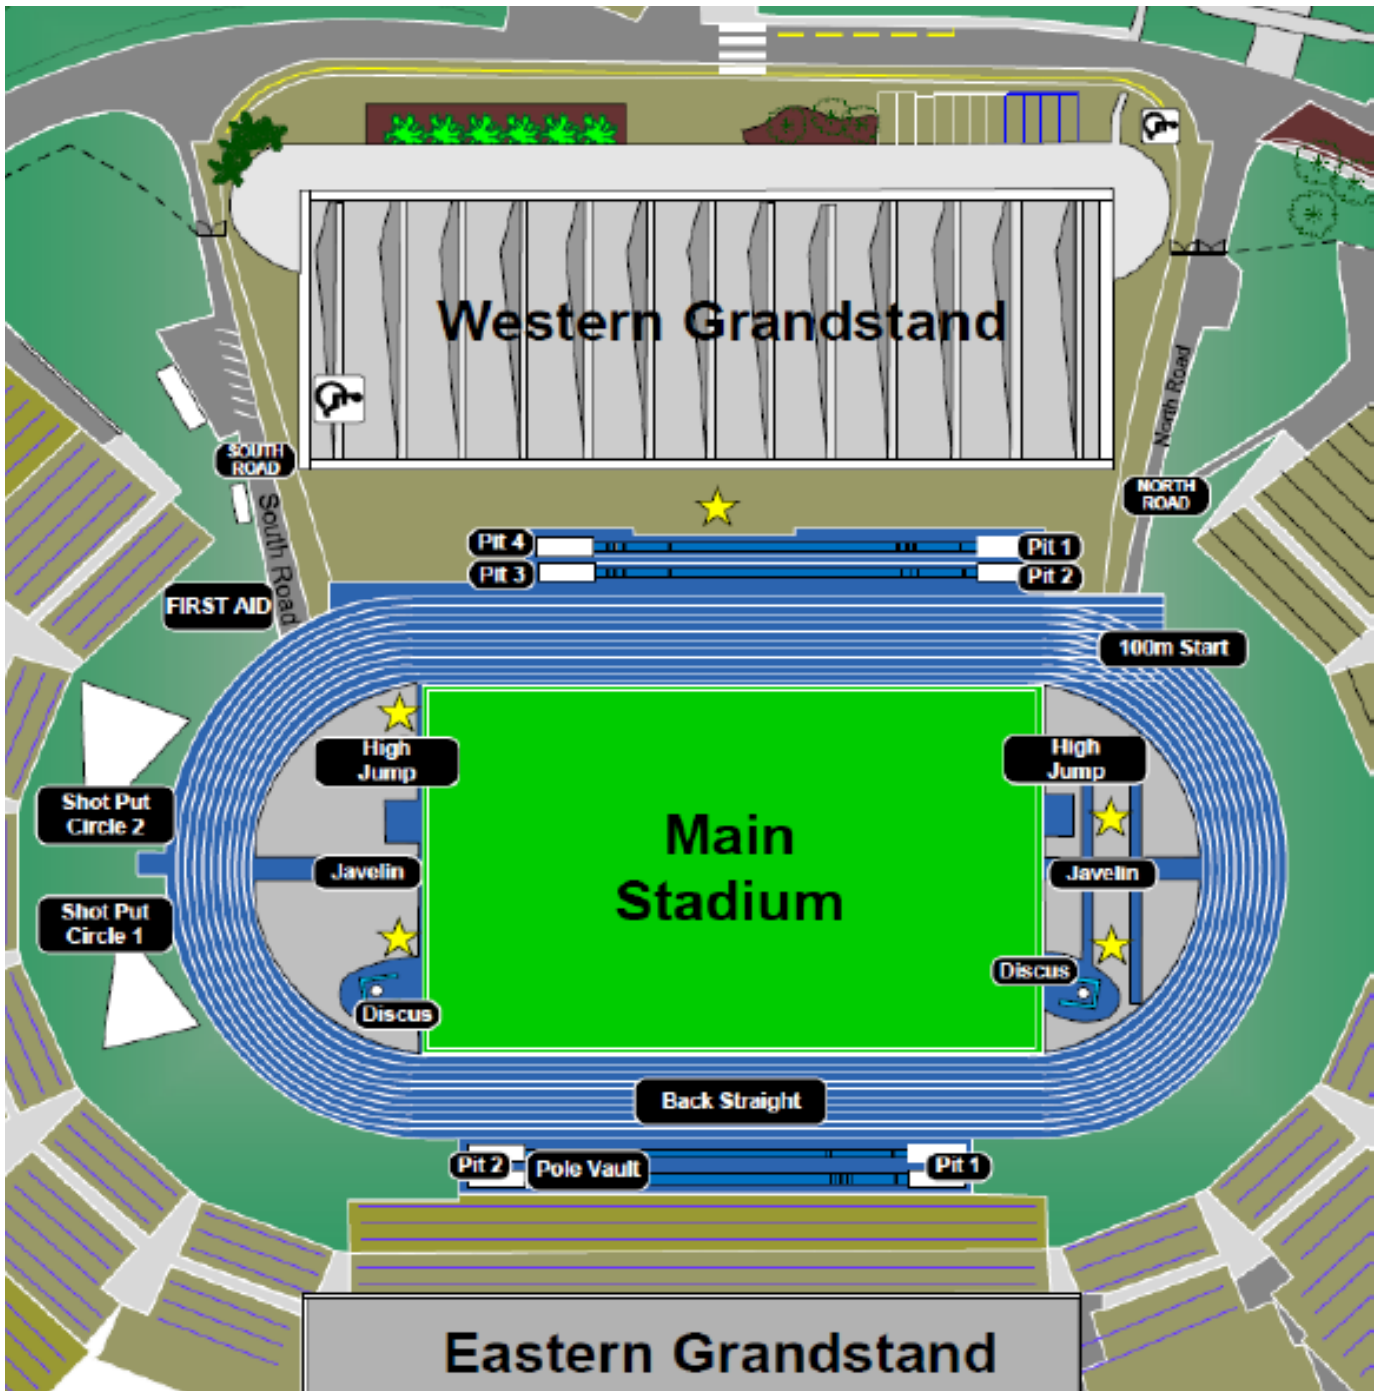 Western Grandstand
North Road
SOUTH
ROAD
NORTH
ROAD
South Road
Pit 4
Pit 1
Pit 3
Pit 2
FIRST AID
100m Start
High
Jump
High
Jump
Shot Put
Circle 2
Main
Stadium
Javelin
Javelin
Shot Put
Circle 1
Discus
Discus
Back Straight
Pit 2
Pole Vault
Pit 1
Eastern Grandstand